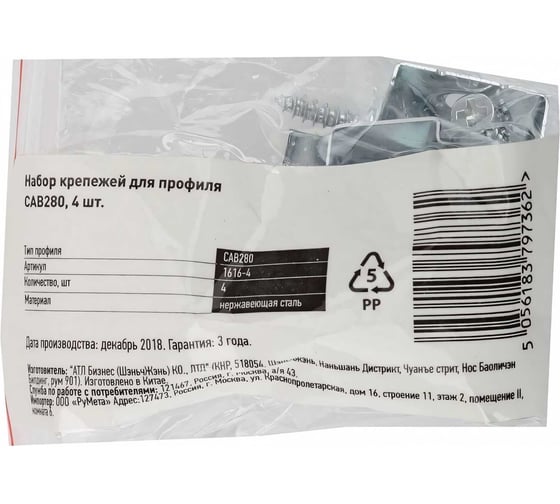 Набор крепежей для профиля
CAB280, 4 шт.
Тип профиля CAB280
Артикул 1616-4
Количество, шт 4
Материал нержавеющая сталь
5 PP
5 056183 797362 >
Дата производства: декабрь 2018. Гарантия: 3 года.
Изготовитель: "АТЛ Бизнес (ШэньчЖэнь) КО., ЛТД" (КНР, 518054, Наньшань Дистрикт, Чуангье стрит, Нос Баоличэн
Билдинг, рум 901). Изготовлено в Китае.
Служба по работе с потребителями: 121467, Россия, г. Москва, а/я 43.
Импортер: ООО «РуМета» Адрес:127473, Россия, г. Москва, ул. Краснопролетарская, дом 16, строение 11, этаж 2, помещение II,
комната 6.